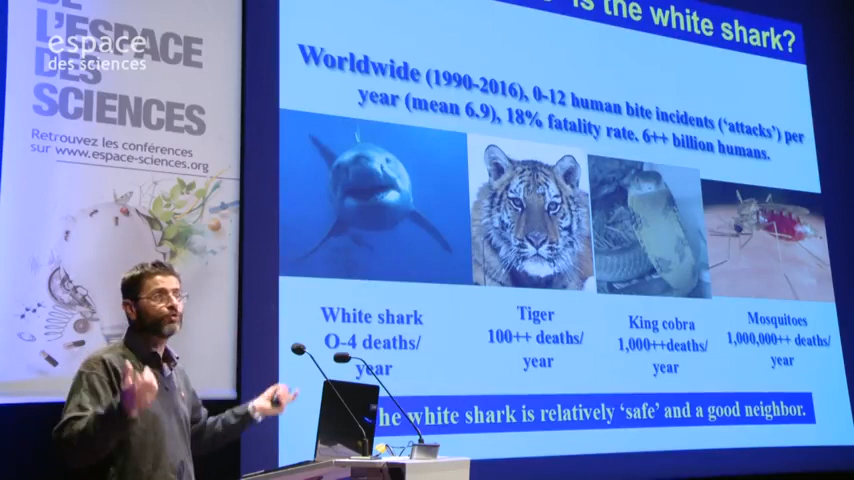 DE
L'ESPACE
DES
SCIENCES
espace
des sciences
Retrouvez les conférences
sur www.espace-sciences.org
is the white shark?
Worldwide (1990-2016), 0-12 human bite incidents ('attacks') per
year (mean 6.9), 18% fatality rate. 6++ billion humans.
White shark
O-4 deaths/
year
Tiger
100++ deaths/
year
King cobra
1,000++deaths/
year
Mosquitoes
1,000,000++ deaths/
year
he white shark is relatively 'safe' and a good neighbor.